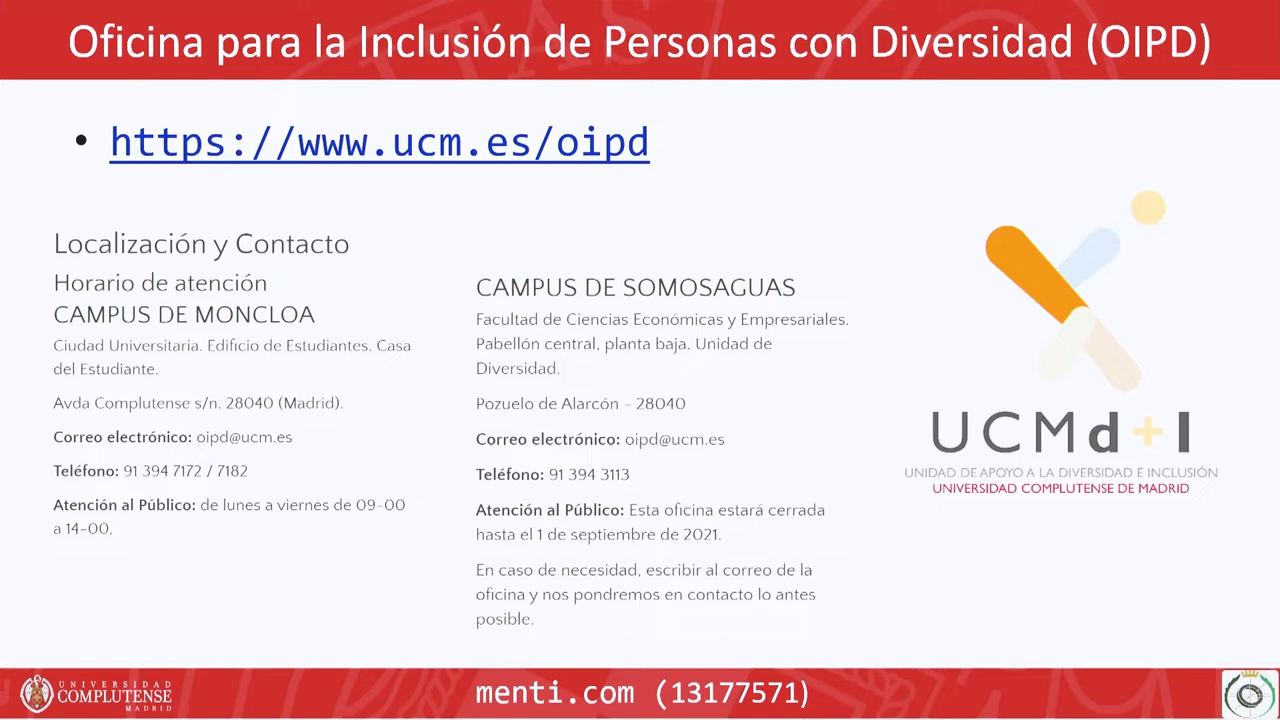 Oficina para la Inclusión de Personas con Diversidad (OIPD)
• https://www.ucm.es/oipd
Localización y Contacto
Horario de atención
CAMPUS DE MONCLOA
Ciudad Universitaria. Edificio de Estudiantes. Casa
del Estudiante.
Avda Complutense s/n. 28040 (Madrid).
Correo electrónico: oipd@ucm.es
Teléfono: 91 394 7172 / 7182
Atención al Público: de lunes a viernes de 09-00
a 14-00.
CAMPUS DE SOMOSAGUAS
Facultad de Ciencias Económicas y Empresariales.
Pabellón central, planta baja. Unidad de
Diversidad.
Pozuelo de Alarcón - 28040
Correo electrónico: oipd@ucm.es
Teléfono: 91 394 3113
Atención al Público: Esta oficina estará cerrada
hasta el 1 de septiembre de 2021.
En caso de necesidad, escribir al correo de la
oficina y nos pondremos en contacto lo antes
posible.
UCMd+I
UNIDAD DE APOYO A LA DIVERSIDAD E INCLUSIÓN
UNIVERSIDAD COMPLUTENSE DE MADRID
UNIVERSIDAD
COMPLUTENSE
MADRID
menti.com (13177571)